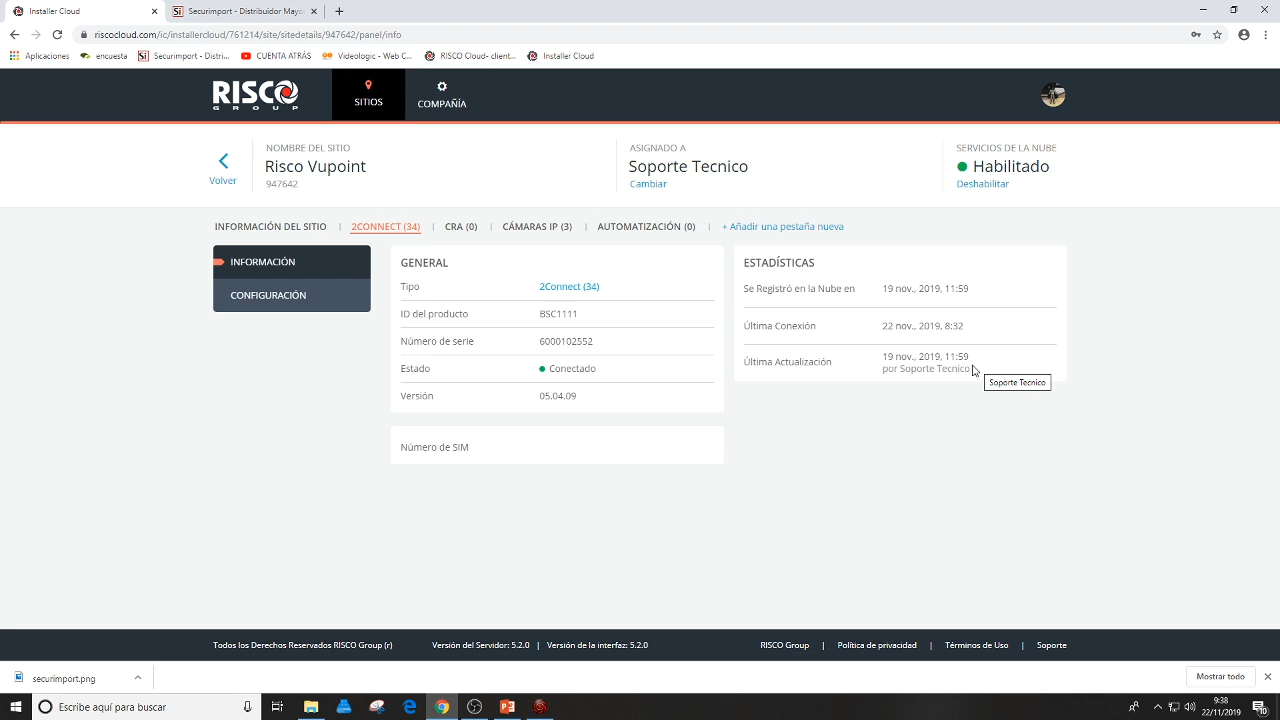 Installer Cloud
Securimport - Distribuidor Mayo
riscocloud.com/ic/installercloud/761214/site/sitedetails/947642/panel/info
Aplicaciones
encuesta
Securimport - Distri...
CUENTA ATRÁS
Videologic - Web C...
RISCO Cloud- client...
Installer Cloud
RISCO
GROUP
SITIOS
COMPAÑÍA
Volver
NOMBRE DEL SITIO
Risco Vupoint
947642
ASIGNADO A
Soporte Tecnico
Cambiar
SERVICIOS DE LA NUBE
Habilitado
Deshabilitar
INFORMACIÓN DEL SITIO | 2CONNECT (34) | CRA (0) | CÁMARAS IP (3) | AUTOMATIZACIÓN (0) | + Añadir una pestaña nueva
INFORMACIÓN
CONFIGURACIÓN
GENERAL
Tipo 2Connect (34)
ID del producto BSC1111
Número de serie 6000102552
Estado Conectado
Versión 05.04.09
Número de SIM
ESTADÍSTICAS
Se Registró en la Nube en 19 nov., 2019, 11:59
Última Conexión 22 nov., 2019, 8:32
Última Actualización 19 nov., 2019, 11:59
por Soporte Tecnico
Soporte Tecnico
Todos los Derechos Reservados RISCO Group (r)
Versión del Servidor: 5.2.0 | Versión de la interfaz: 5.2.0
RISCO Group | Política de privacidad | Términos de Uso | Soporte
securimport.png
Mostrar todo
Escribe aquí para buscar
9:38
22/11/2019